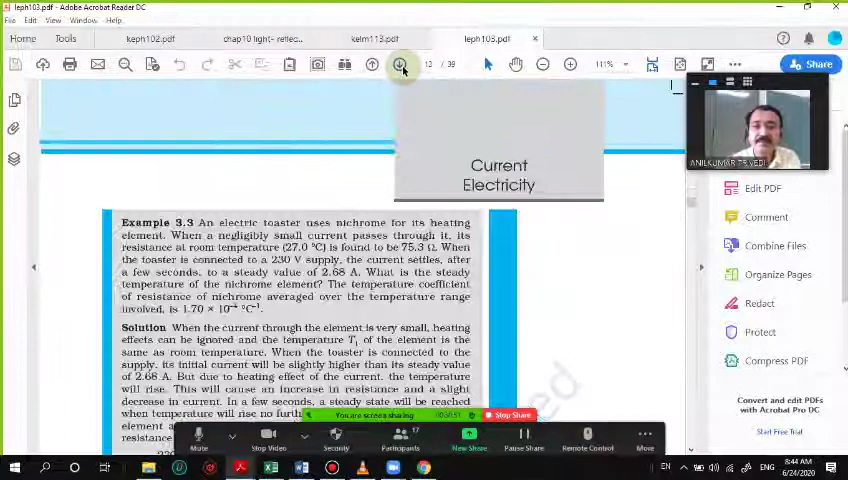 leph103.pdf - Adobe Acrobat Reader DC
File Edit View Window Help
Home Tools keph102.pdf chap10 light- reflec... kelm113.pdf leph103.pdf ×
12 / 39 111% Share
ANILKUMAR TRIVEDI
Current
Electricity
Edit PDF
Comment
Combine Files
Organize Pages
Redact
Protect
Compress PDF
Convert and edit PDFs
with Acrobat Pro DC
Start Free Trial
Example 3.3 An electric toaster uses nichrome for its heating
element. When a negligibly small current passes through it, its
resistance at room temperature (27.0 °C) is found to be 75.3 Ω. When
the toaster is connected to a 230 V supply, the current settles, after
a few seconds, to a steady value of 2.68 A. What is the steady
temperature of the nichrome element? The temperature coefficient
of resistance of nichrome averaged over the temperature range
involved, is 1.70 × 10⁻⁴ °C⁻¹.
Solution When the current through the element is very small, heating
effects can be ignored and the temperature T₁ of the element is the
same as room temperature. When the toaster is connected to the
supply, its initial current will be slightly higher than its steady value
of 2.68 A. But due to heating effect of the current, the temperature
will rise. This will cause an increase in resistance and a slight
decrease in current. In a few seconds, a steady state will be reached
when temperature will rise no furth
element a
resistance
You are screen sharing Stop Share
17
Mute Stop Video Security Participants New Share Pause Share Remote Control More
EN ENG 8:44 AM
6/24/2020